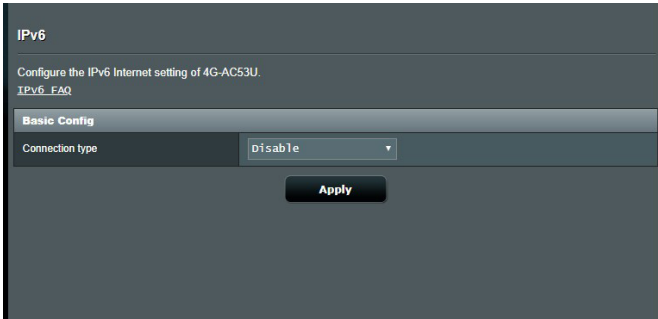 IPv6
Configure the IPv6 Internet setting of 4G-AC53U.
IPv6 FAQ
Basic Config
Connection type
Disable
Apply